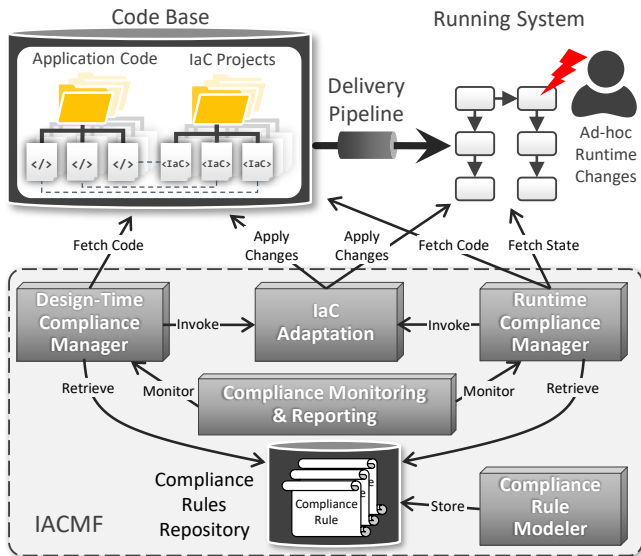 Code Base
Running System
Application Code
IaC Projects
</>
</>
</>
<IaC>
<IaC>
<IaC>
Delivery
Pipeline
Ad-hoc
Runtime
Changes
Fetch Code
Apply
Changes
Apply
Changes
Fetch Code
Fetch State
Design-Time
Compliance
Manager
Invoke
IaC
Adaptation
Invoke
Runtime
Compliance
Manager
Retrieve
Monitor
Compliance Monitoring
& Reporting
Monitor
Retrieve
Compliance
Rules
Repository
Compliance
Rule
Store
Compliance
Rule
Modeler
IACMF